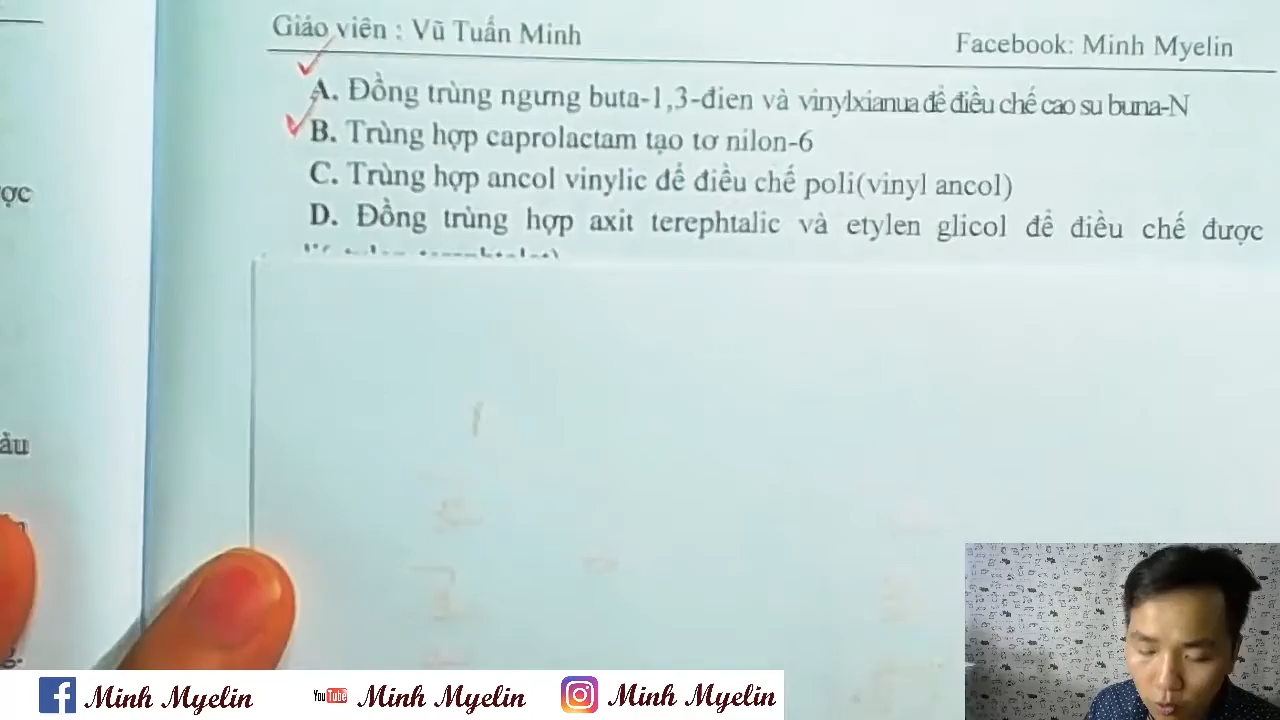 Giáo viên : Vũ Tuấn Minh
Facebook: Minh Myelin
A. Đồng trùng ngưng buta-1,3-đien và vinylxianua để điều chế cao su buna-N
B. Trùng hợp caprolactam tạo tơ nilon-6
C. Trùng hợp ancol vinylic để điều chế poli(vinyl ancol)
D. Đồng trùng hợp axit terephtalic và etylen glicol để điều chế được
ợc
ầu
Minh Myelin
YouTube Minh Myelin
Minh Myelin